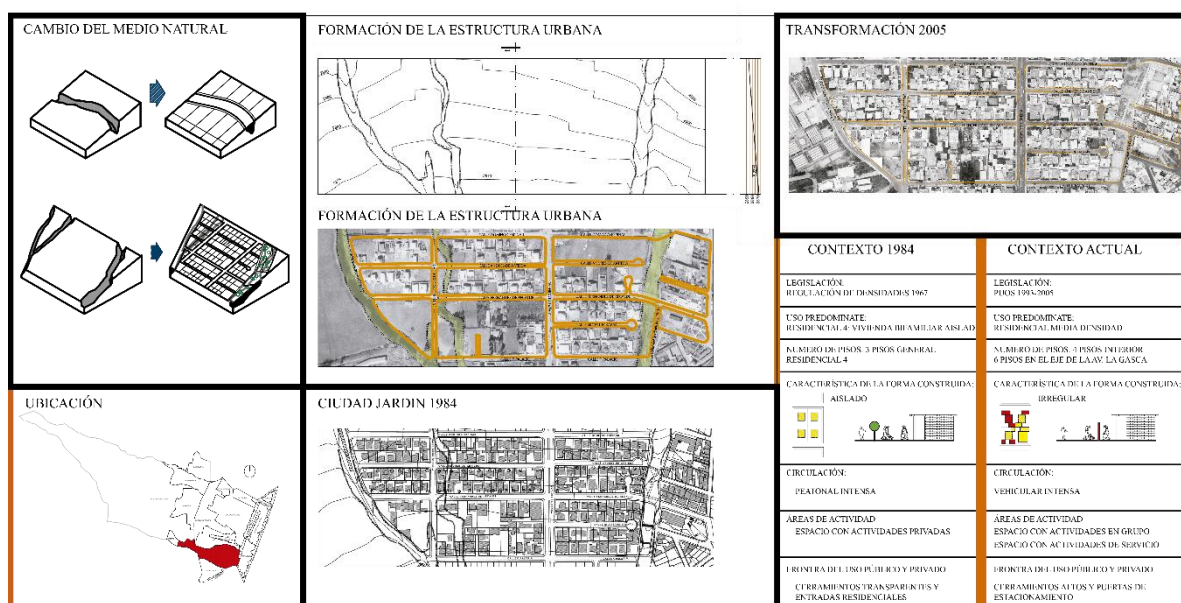 CAMBIO DEL MEDIO NATURAL
FORMACIÓN DE LA ESTRUCTURA URBANA
FORMACIÓN DE LA ESTRUCTURA URBANA
TRANSFORMACIÓN 2005
UBICACIÓN
CIUDAD JARDIN 1984
CONTEXTO 1984
LEGISLACIÓN:
REGULACIÓN DE DENSIDADES 1967
USO PREDOMINATE:
RESIDENCIAL 4: VIVIENDA BIFAMILIAR AISLAD
NUMERO DE PISOS: 3 PISOS GENERAL
RESIDENCIAL 4
CARACTERÍSTICA DE LA FORMA CONSTRUIDA:
AISLADO
CIRCULACIÓN:
PEATONAL INTENSA
ÁREAS DE ACTIVIDAD
ESPACIO CON ACTIVIDADES PRIVADAS
FRONTRA DEL USO PÚBLICO Y PRIVADO
CERRAMIENTOS TRANSPARENTES Y
ENTRADAS RESIDENCIALES
CONTEXTO ACTUAL
LEGISLACIÓN:
PUOS 1993-2005
USO PREDOMINATE:
RESIDENCIAL MEDIA DENSIDAD
NUMERO DE PISOS: 4 PISOS INTERIOR
6 PISOS EN EL EJE DE LA AV. LA GASCA
CARACTERÍSTICA DE LA FORMA CONSTRUIDA:
IRREGULAR
CIRCULACIÓN:
VEHICULAR INTENSA
ÁREAS DE ACTIVIDAD
ESPACIO CON ACTIVIDADES EN GRUPO
ESPACIO CON ACTIVIDADES DE SERVICIO
FRONTRA DEL USO PÚBLICO Y PRIVADO
CERRAMIENTOS ALTOS Y PUERTAS DE
ESTACIONAMIENTO